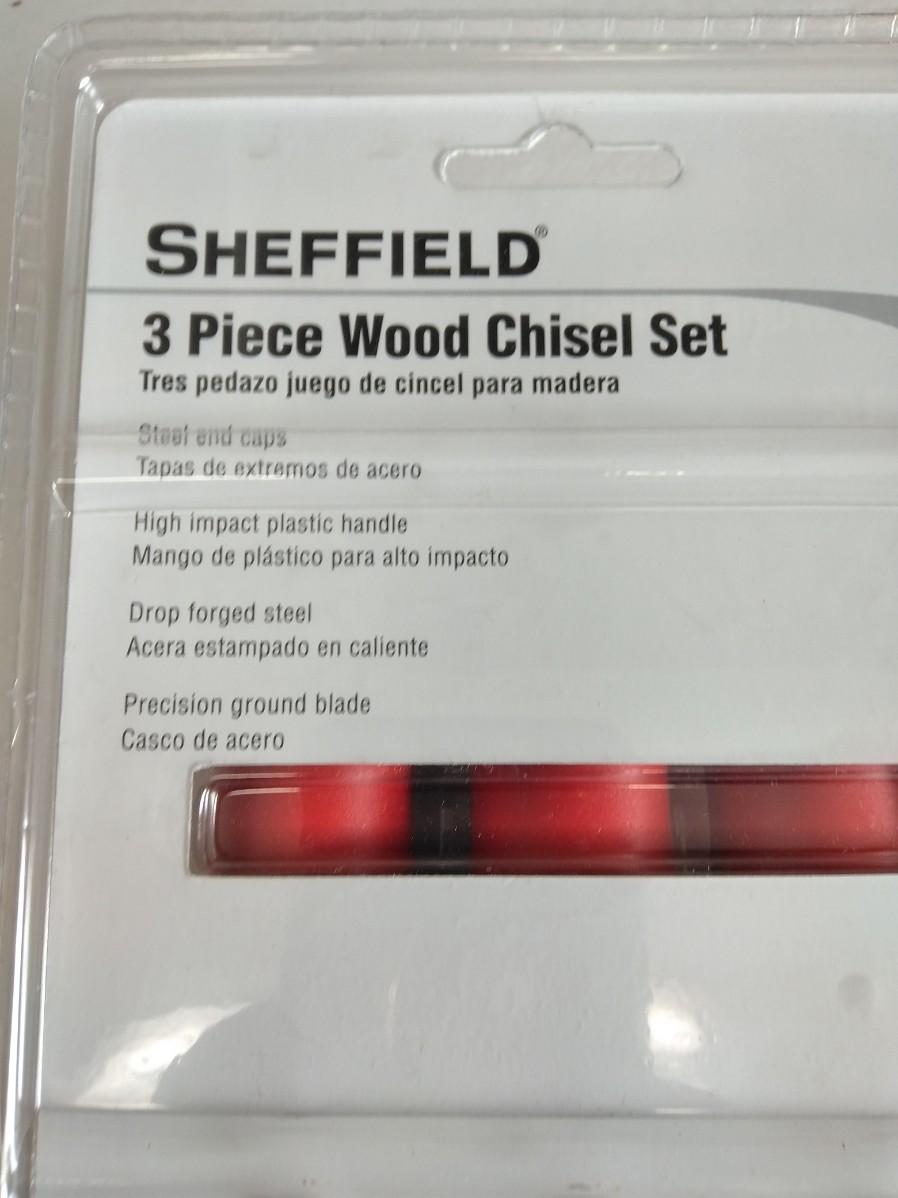 SHEFFIELD®
3 Piece Wood Chisel Set
Tres pedazo juego de cincel para madera
Steel end caps
Tapas de extremos de acero
High impact plastic handle
Mango de plástico para alto impacto
Drop forged steel
Acera estampado en caliente
Precision ground blade
Casco de acero